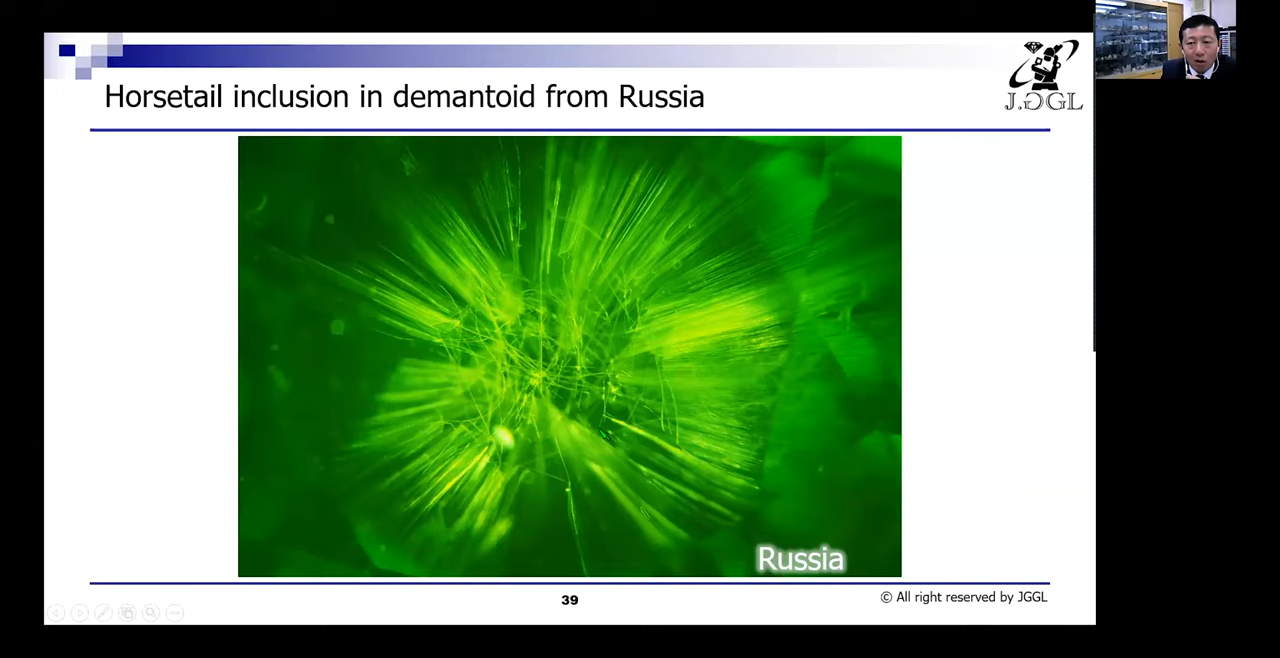 Horsetail inclusion in demantoid from Russia
J.GGL
Russia
39
© All right reserved by JGGL